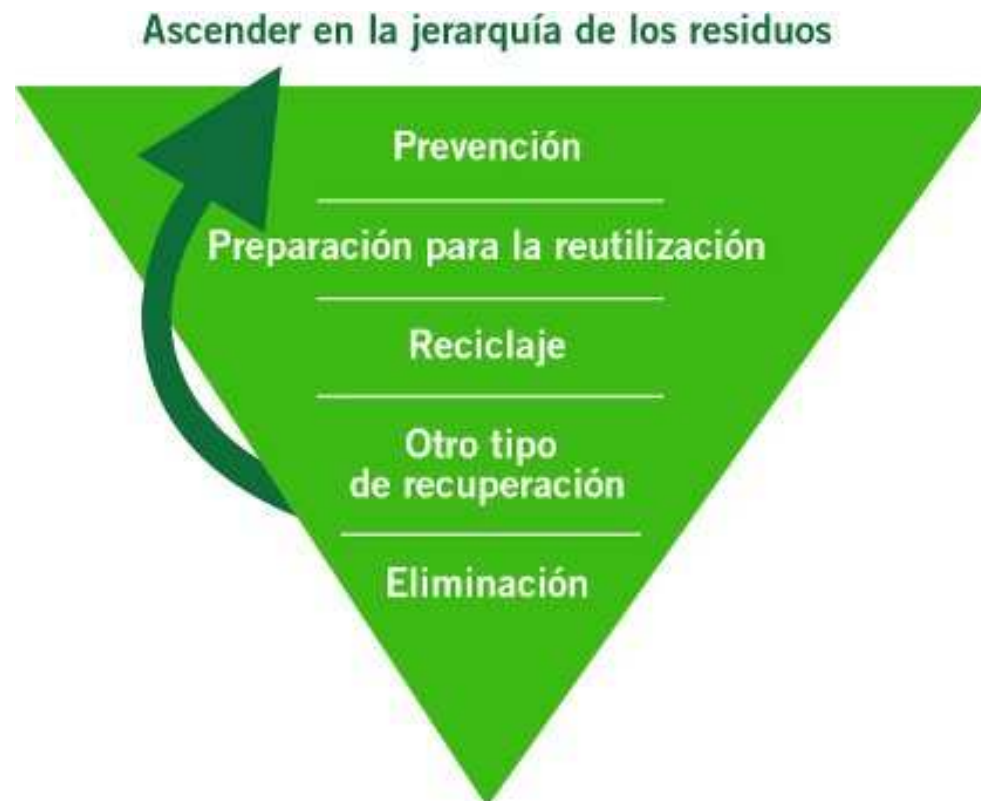 Ascender en la jerarquía de los residuos
Prevención
Preparación para la reutilización
Reciclaje
Otro tipo
de recuperación
Eliminación